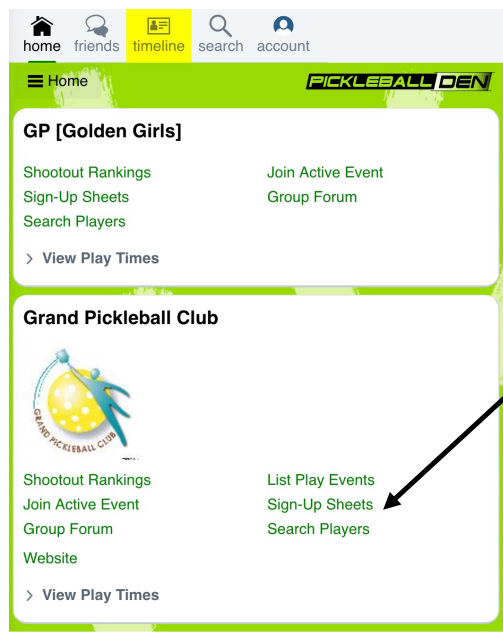 home friends timeline search account
Home
PICKLEBALL DEN
GP [Golden Girls]
Shootout Rankings Join Active Event
Sign-Up Sheets Group Forum
Search Players
> View Play Times
Grand Pickleball Club
GRAND PICKLEBALL CLUB
Shootout Rankings List Play Events
Join Active Event Sign-Up Sheets
Group Forum Search Players
Website
> View Play Times